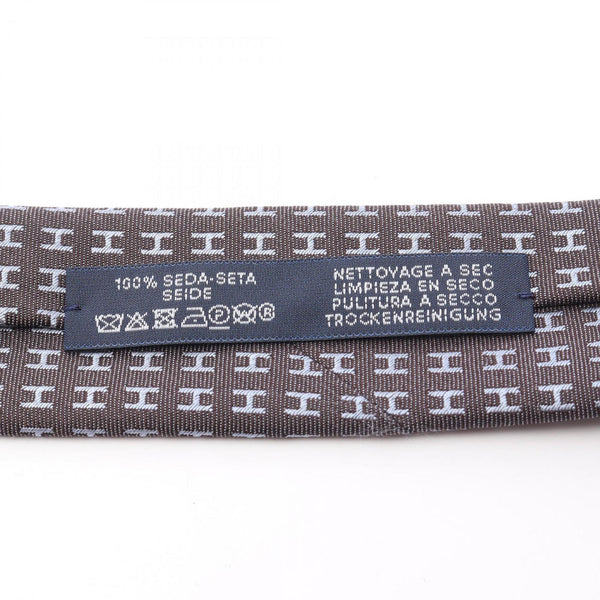 100% SEDA-SETA
SEIDE
NETTOYAGE A SEC
LIMPIEZA EN SECO
PULITURA A SECCO
TROCKENREINIGUNG